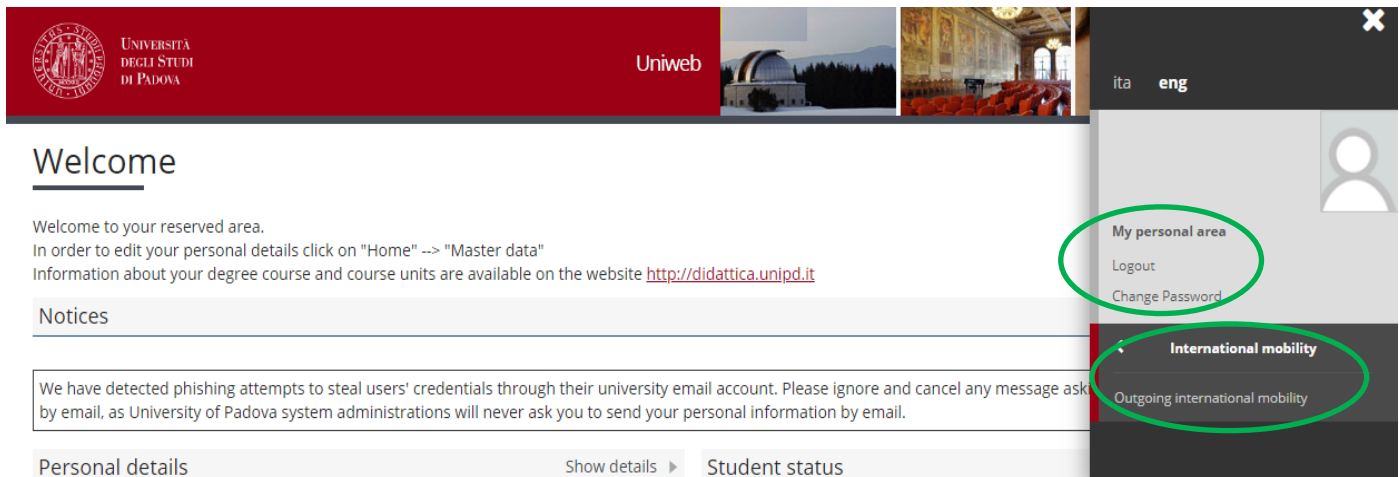 UNIVERSITÀ
DEGLI STUDI
DI PADOVA
Uniweb
ita eng
Welcome
Welcome to your reserved area.
In order to edit your personal details click on "Home" --> "Master data"
Information about your degree course and course units are available on the website http://didattica.unipd.it
Notices
We have detected phishing attempts to steal users' credentials through their university email account. Please ignore and cancel any message aski
by email, as University of Padova system administrations will never ask you to send your personal information by email.
Personal details Show details
Student status
My personal area
Logout
Change Password
International mobility
Outgoing international mobility